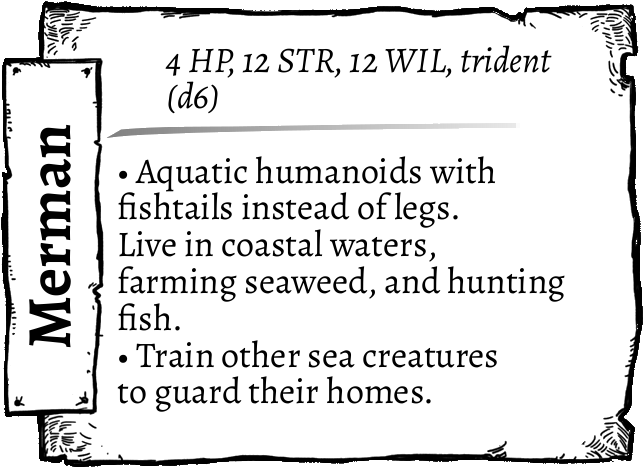 Merman
4 HP, 12 STR, 12 WIL, trident
(d6)
• Aquatic humanoids with
fishtails instead of legs.
Live in coastal waters,
farming seaweed, and hunting
fish.
• Train other sea creatures
to guard their homes.